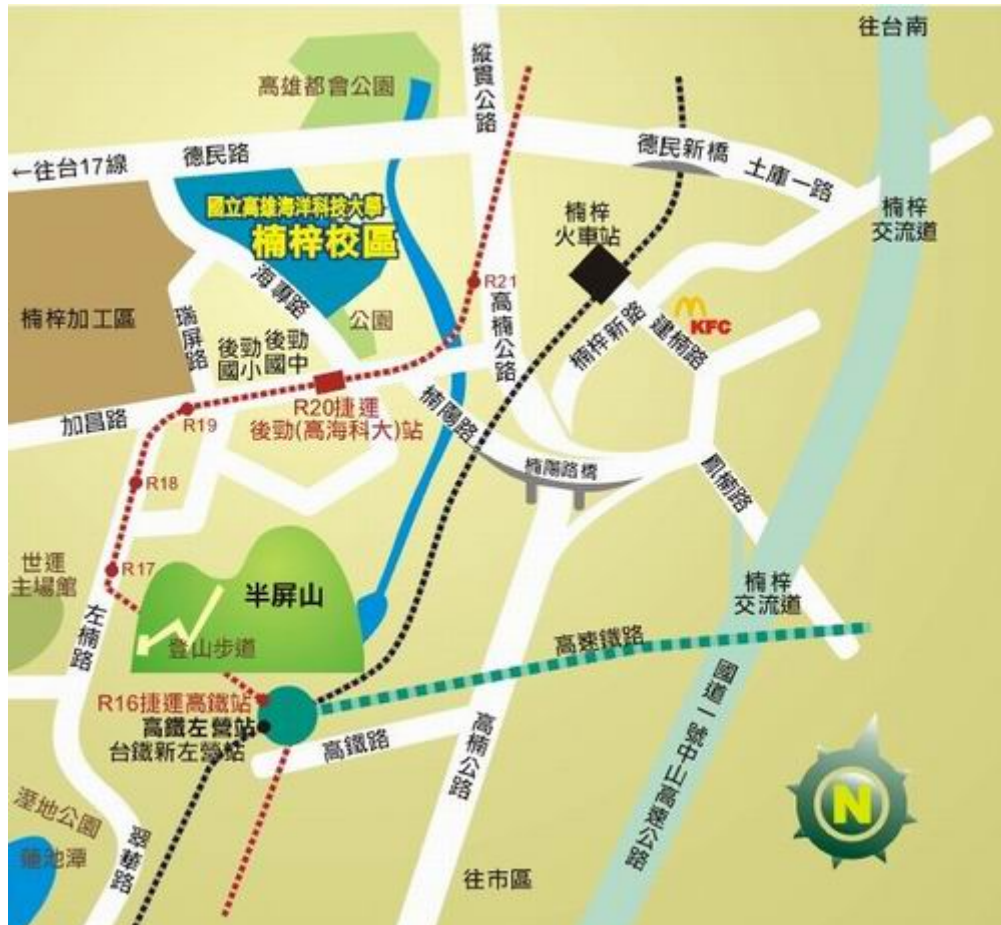 往台南
縱貫公路
高雄都會公園
德民路
←往台17線
德民新橋
土庫一路
國立高雄海洋科技大學
楠梓校區
楠梓
火車站
楠梓
交流道
海專路
R21
KFC
楠梓加工區
瑞屏路
公園
高楠公路
楠梓新路
建楠路
後勁
國小
後勁
國中
R20捷運
後勁(高海科大)站
加昌路
R19
楠陽路
楠陽路橋
鳳楠路
R18
世運
主場館
R17
半屏山
楠梓
交流道
左楠路
登山步道
高速鐵路
R16捷運高鐵站
高鐵左營站
台鐵新左營站
高鐵路
高楠公路
國道一號中山高速公路
N
溼地公園
蓮池潭
翠華路
往市區